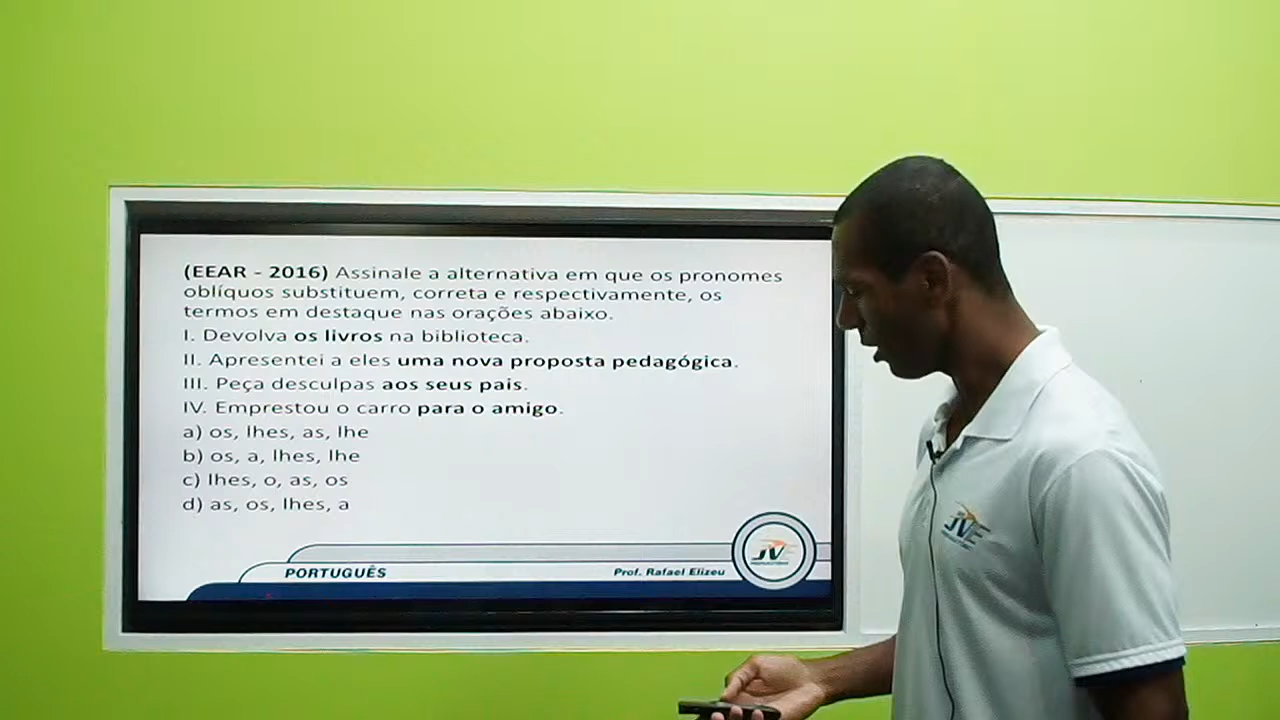 (EEAR - 2016) Assinale a alternativa em que os pronomes
oblíquos substituem, correta e respectivamente, os
termos em destaque nas orações abaixo.
I. Devolva os livros na biblioteca.
II. Apresentei a eles uma nova proposta pedagógica.
III. Peça desculpas aos seus pais.
IV. Emprestou o carro para o amigo.
a) os, lhes, as, lhe
b) os, a, lhes, lhe
c) lhes, o, as, os
d) as, os, lhes, a
PORTUGUÊS
Prof. Rafael Elizeu
JVE
JVE